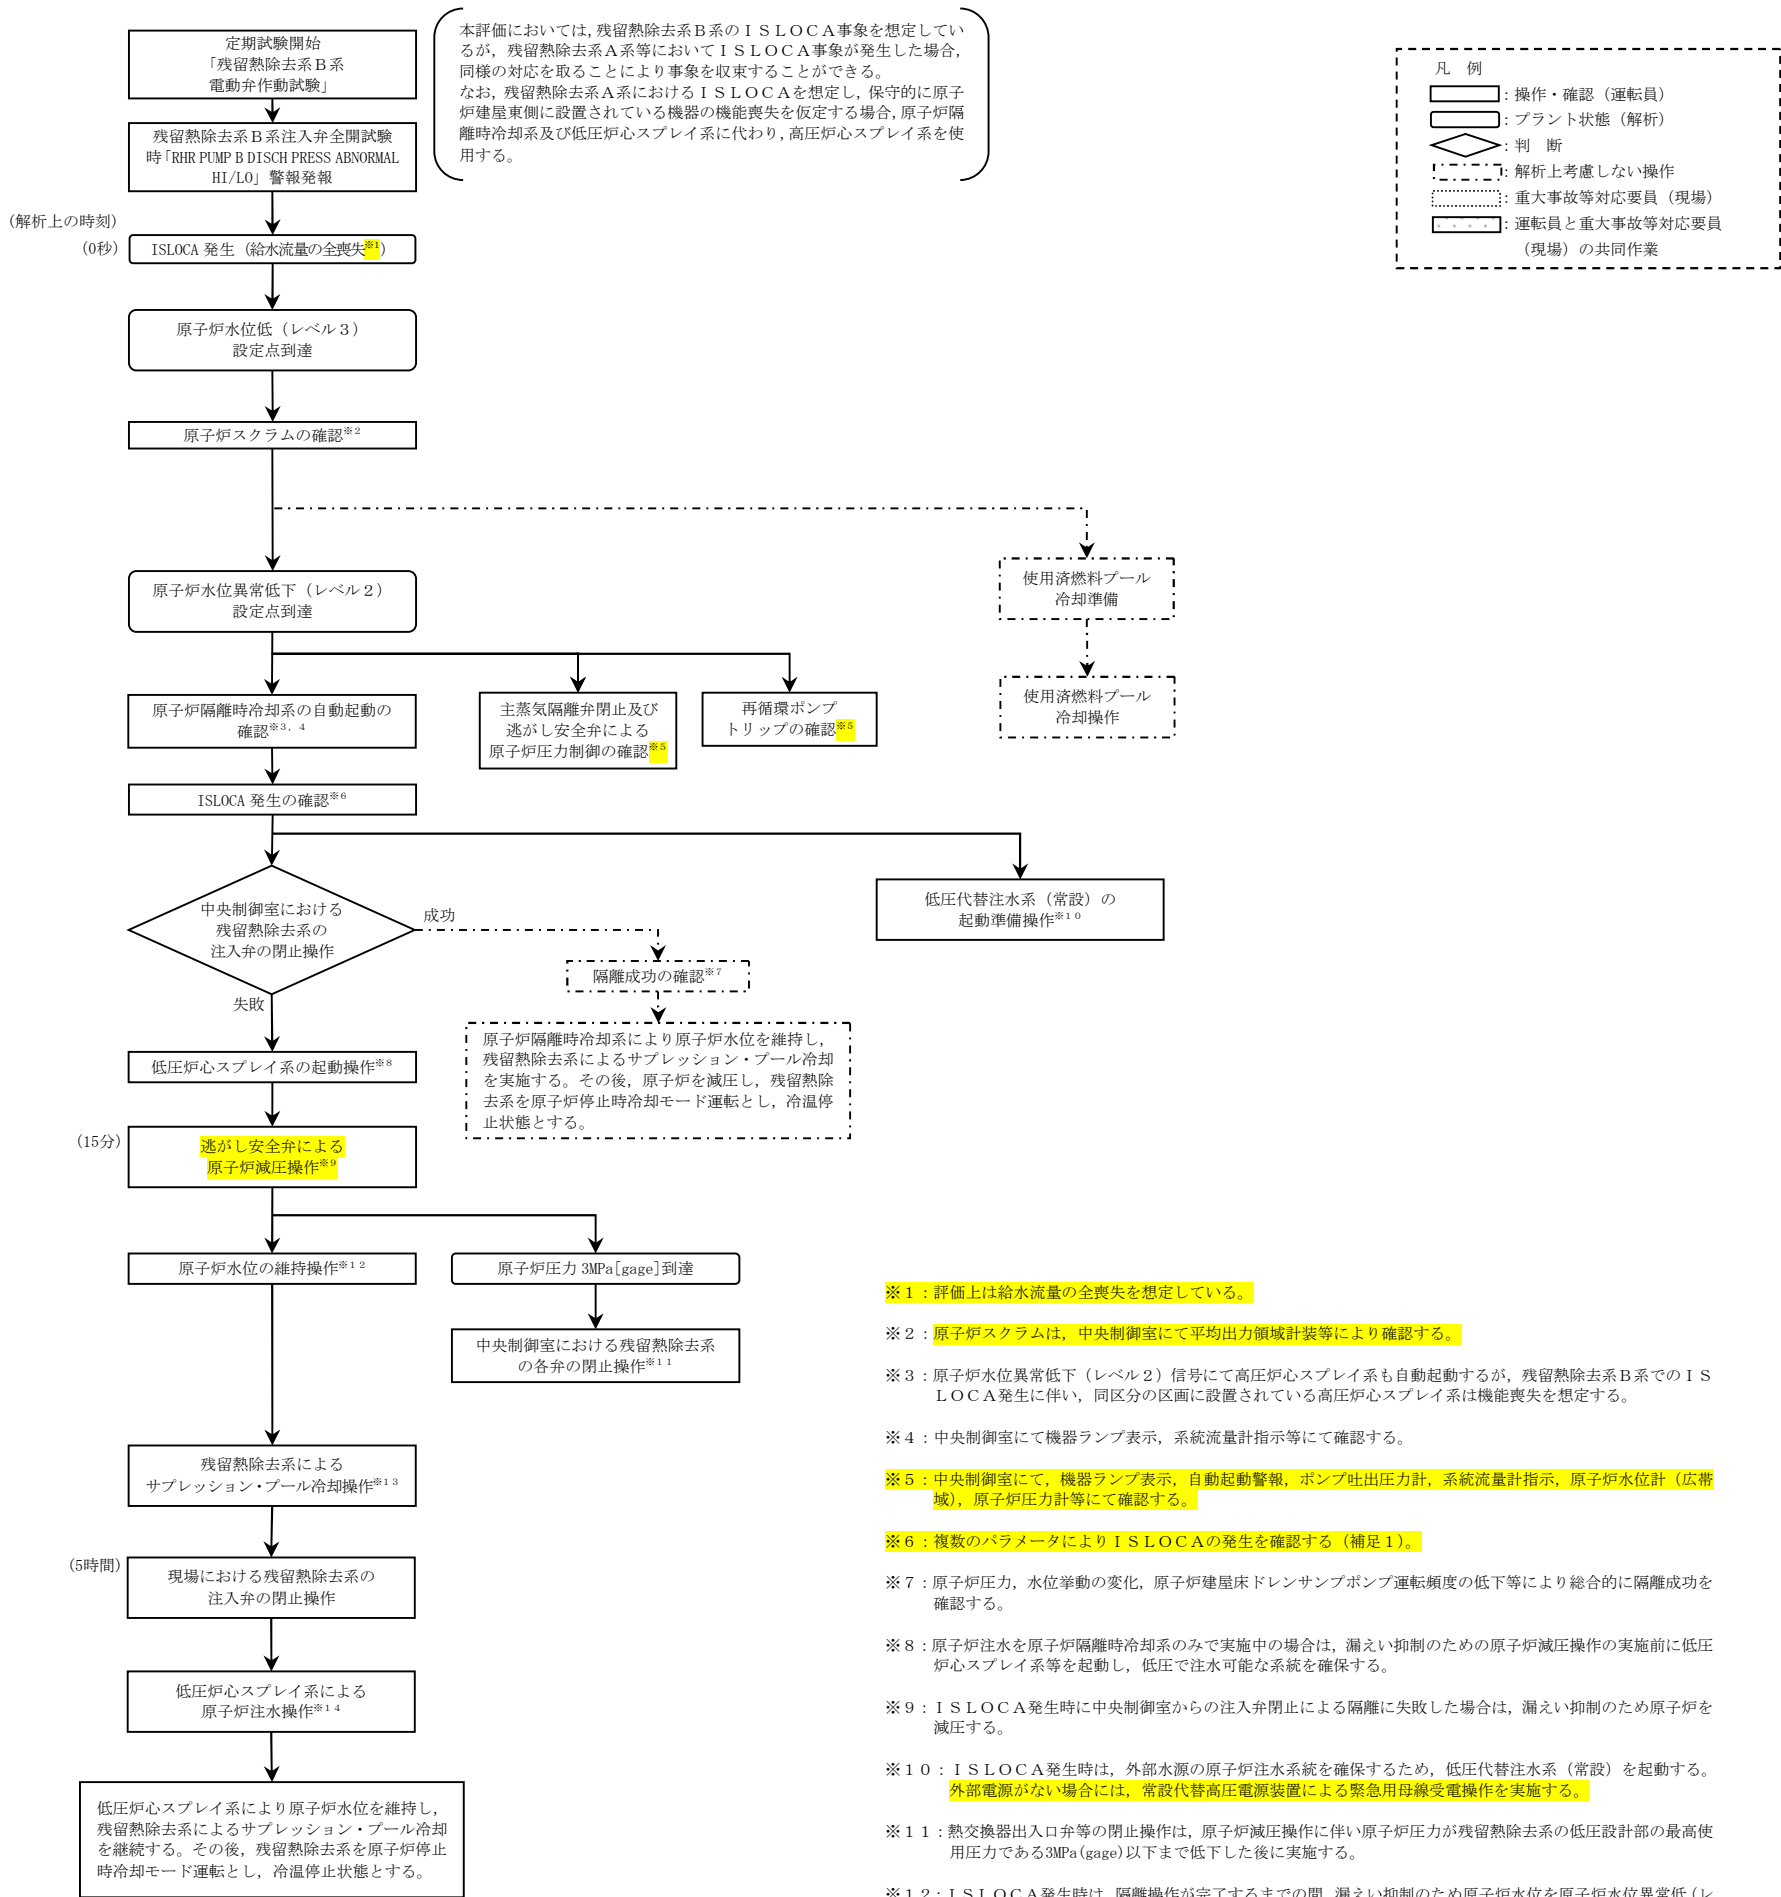 定期試験開始
「残留熱除去系Ｂ系
電動弁作動試験」
残留熱除去系Ｂ系注入弁全開試験
時「RHR PUMP B DISCH PRESS ABNORMAL
HI/LO」警報発報
本評価においては，残留熱除去系Ｂ系のＩＳＬＯＣＡ事象を想定してい
るが，残留熱除去系Ａ系等においてＩＳＬＯＣＡ事象が発生した場合，
同様の対応を取ることにより事象を収束することができる。
なお，残留熱除去系Ａ系におけるＩＳＬＯＣＡを想定し，保守的に原子
炉建屋東側に設置されている機器の機能喪失を仮定する場合，原子炉隔
離時冷却系及び低圧炉心スプレイ系に代わり，高圧炉心スプレイ系を使
用する。
凡　例
：操作・確認（運転員）
：プラント状態（解析）
：判　断
：解析上考慮しない操作
：重大事故等対応要員（現場）
：運転員と重大事故等対応要員
（現場）の共同作業
（解析上の時刻）
（0秒）
ISLOCA 発生（給水流量の全喪失※1）
原子炉水位低（レベル３）
設定点到達
原子炉スクラムの確認※２
原子炉水位異常低下（レベル２）
設定点到達
使用済燃料プール
冷却準備
使用済燃料プール
冷却操作
原子炉隔離時冷却系の自動起動の
確認※３，４
主蒸気隔離弁閉止及び
逃がし安全弁による
原子炉圧力制御の確認※５
再循環ポンプ
トリップの確認※５
ISLOCA 発生の確認※６
中央制御室における
残留熱除去系の
注入弁の閉止操作
成功
失敗
低圧代替注水系（常設）の
起動準備操作※１０
隔離成功の確認※７
原子炉隔離時冷却系により原子炉水位を維持し，
残留熱除去系によるサプレッション・プール冷却
を実施する。その後，原子炉を減圧し，残留熱除
去系を原子炉停止時冷却モード運転とし，冷温停
止状態とする。
低圧炉心スプレイ系の起動操作※８
（15分）
逃がし安全弁による
原子炉減圧操作※９
原子炉水位の維持操作※１２
原子炉圧力 3MPa[gage]到達
中央制御室における残留熱除去系
の各弁の閉止操作※１１
残留熱除去系による
サプレッション・プール冷却操作※１３
（5時間）
現場における残留熱除去系の
注入弁の閉止操作
低圧炉心スプレイ系による
原子炉注水操作※１４
低圧炉心スプレイ系により原子炉水位を維持し，
残留熱除去系によるサプレッション・プール冷却
を継続する。その後，残留熱除去系を原子炉停止
時冷却モード運転とし，冷温停止状態とする。
※１：評価上は給水流量の全喪失を想定している。
※２：原子炉スクラムは，中央制御室にて平均出力領域計装等により確認する。
※３：原子炉水位異常低下（レベル２）信号にて高圧炉心スプレイ系も自動起動するが，残留熱除去系Ｂ系でのＩＳ
ＬＯＣＡ発生に伴い，同区分の区画に設置されている高圧炉心スプレイ系は機能喪失を想定する。
※４：中央制御室にて機器ランプ表示，系統流量計指示等にて確認する。
※５：中央制御室にて，機器ランプ表示，自動起動警報，ポンプ吐出圧力計，系統流量計指示，原子炉水位計（広帯
域），原子炉圧力計等にて確認する。
※６：複数のパラメータによりＩＳＬＯＣＡの発生を確認する（補足１）。
※７：原子炉圧力，水位挙動の変化，原子炉建屋床ドレンサンプポンプ運転頻度の低下等により総合的に隔離成功を
確認する。
※８：原子炉注水を原子炉隔離時冷却系のみで実施中の場合は，漏えい抑制のための原子炉減圧操作の実施前に低圧
炉心スプレイ系等を起動し，低圧で注水可能な系統を確保する。
※９：ＩＳＬＯＣＡ発生時に中央制御室からの注入弁閉止による隔離に失敗した場合は，漏えい抑制のため原子炉を
減圧する。
※１０：ＩＳＬＯＣＡ発生時は，外部水源の原子炉注水系統を確保するため，低圧代替注水系（常設）を起動する。
外部電源がない場合には，常設代替高圧電源装置による緊急用母線受電操作を実施する。
※１１：熱交換器出入口弁等の閉止操作は，原子炉減圧操作に伴い原子炉圧力が残留熱除去系の低圧設計部の最高使
用圧力である3MPa(gage)以下まで低下した後に実施する。
※１２：ＩＳＬＯＣＡ発生時は，隔離操作が完了するまでの間，漏えい抑制のため原子炉水位を原子炉水位異常低（レ